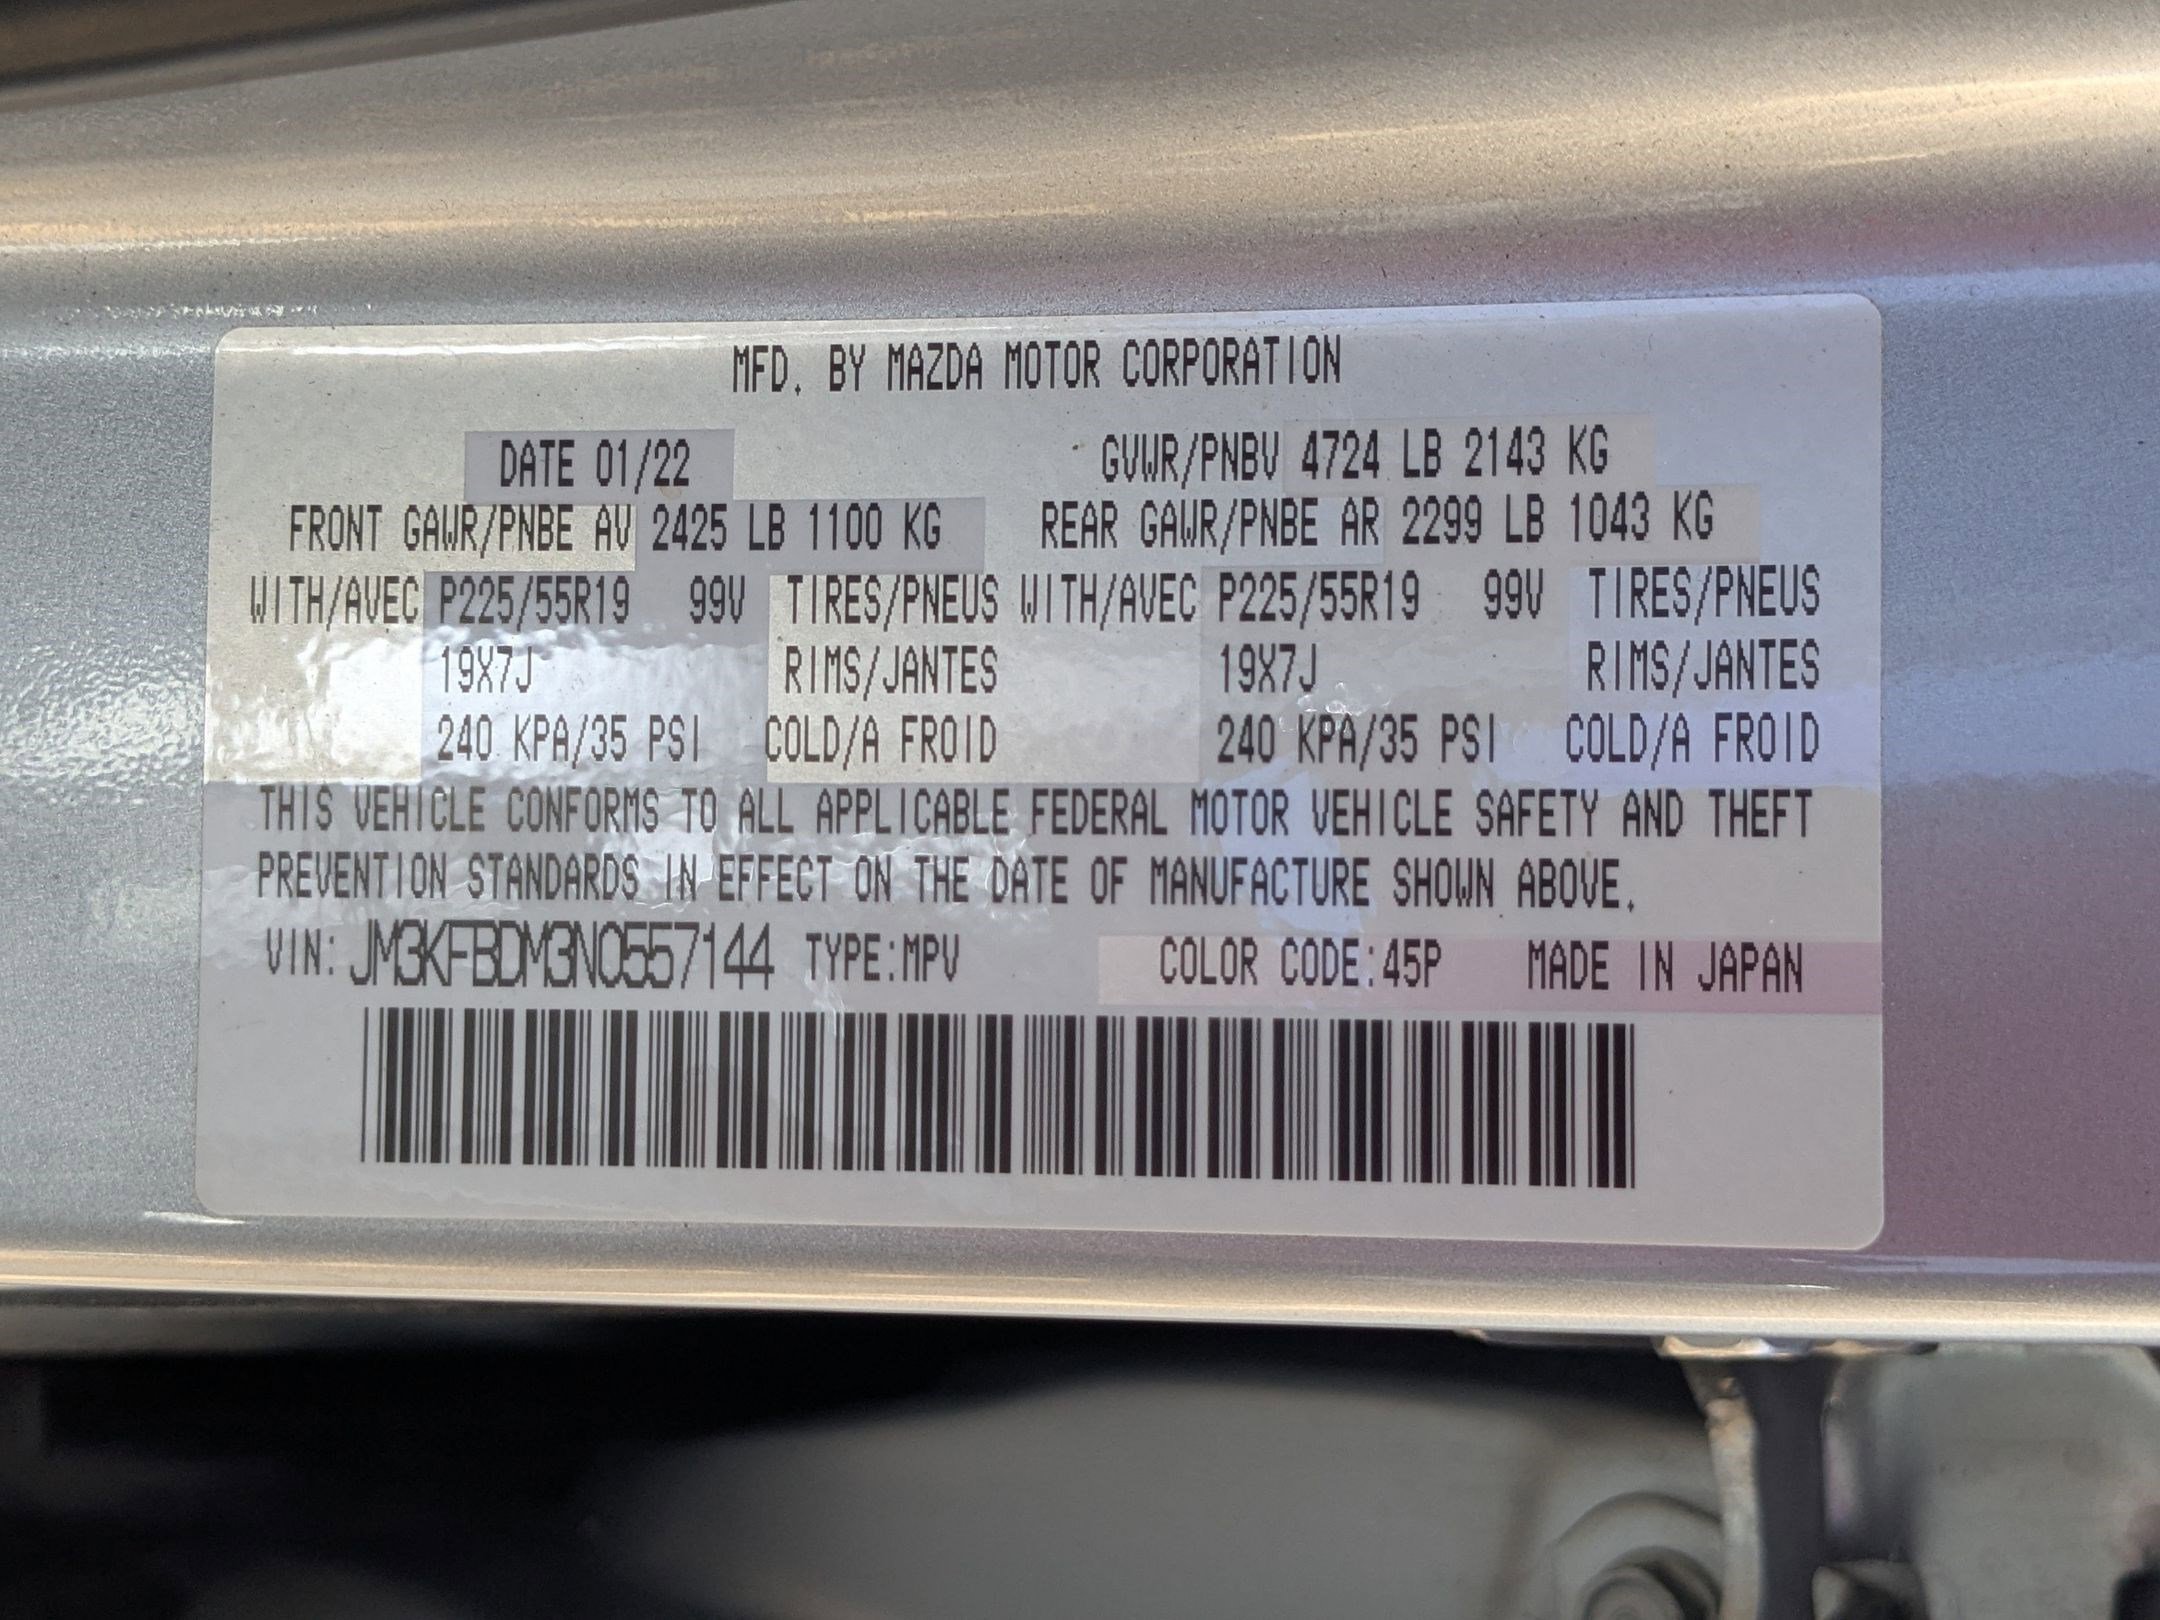 MFD. BY MAZDA MOTOR CORPORATION
DATE 01/22 GVWR/PNBV 4724 LB 2143 KG
FRONT GAWR/PNBE AV 2425 LB 1100 KG REAR GAWR/PNBE AR 2299 LB 1043 KG
WITH/AVEC P225/55R19 99V TIRES/PNEUS WITH/AVEC P225/55R19 99V TIRES/PNEUS
19X7J RIMS/JANTES 19X7J RIMS/JANTES
240 KPA/35 PSI COLD/A FROID 240 KPA/35 PSI COLD/A FROID
THIS VEHICLE CONFORMS TO ALL APPLICABLE FEDERAL MOTOR VEHICLE SAFETY AND THEFT
PREVENTION STANDARDS IN EFFECT ON THE DATE OF MANUFACTURE SHOWN ABOVE.
VIN: JM3KFBDM3N0557144 TYPE:MPV COLOR CODE:45P MADE IN JAPAN